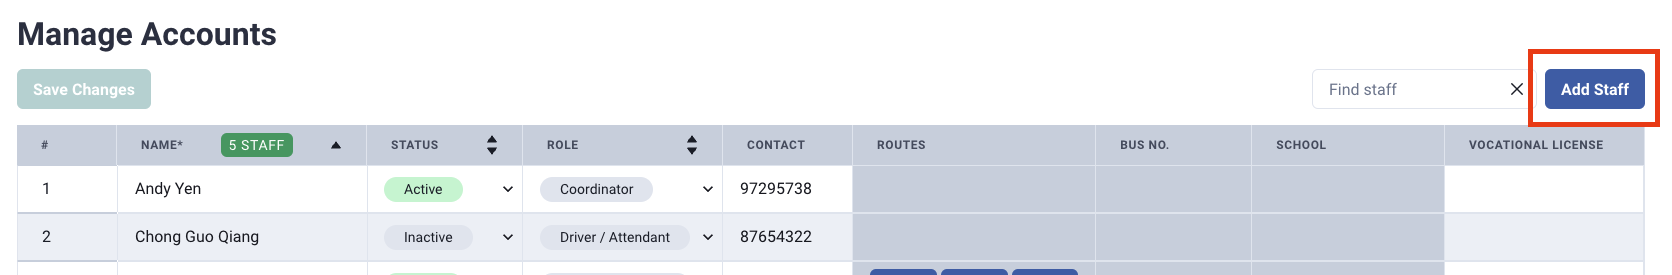 Manage Accounts
Save Changes
Find staff
Add Staff
# NAME* 5 STAFF STATUS ROLE CONTACT ROUTES BUS NO. SCHOOL VOCATIONAL LICENSE
1 Andy Yen Active Coordinator 97295738
2 Chong Guo Qiang Inactive Driver / Attendant 87654322